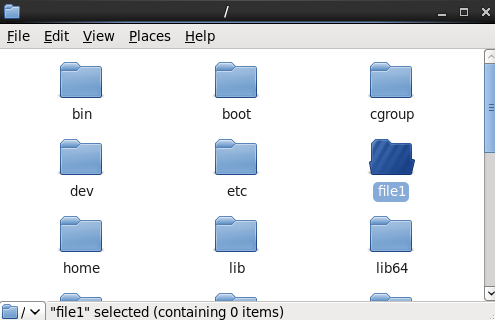 /
File Edit View Places Help
bin boot cgroup
dev etc file1
home lib lib64
/ "file1" selected (containing 0 items)